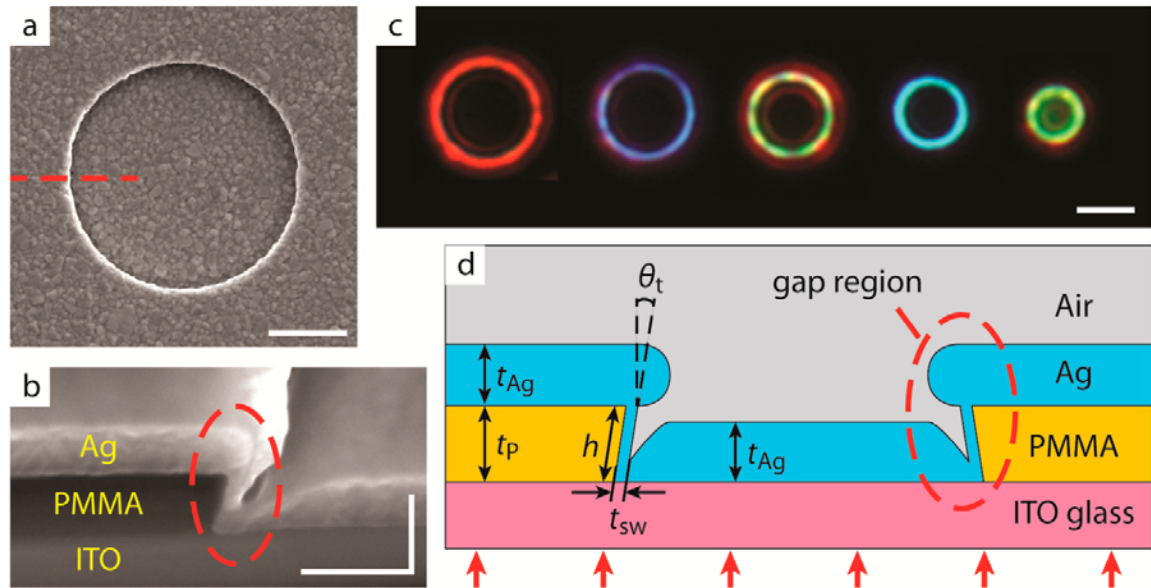 a
c
b
Ag
PMMA
ITO
d
θt
gap region
Air
tAg
Ag
tP
h
tAg
PMMA
tsw
ITO glass